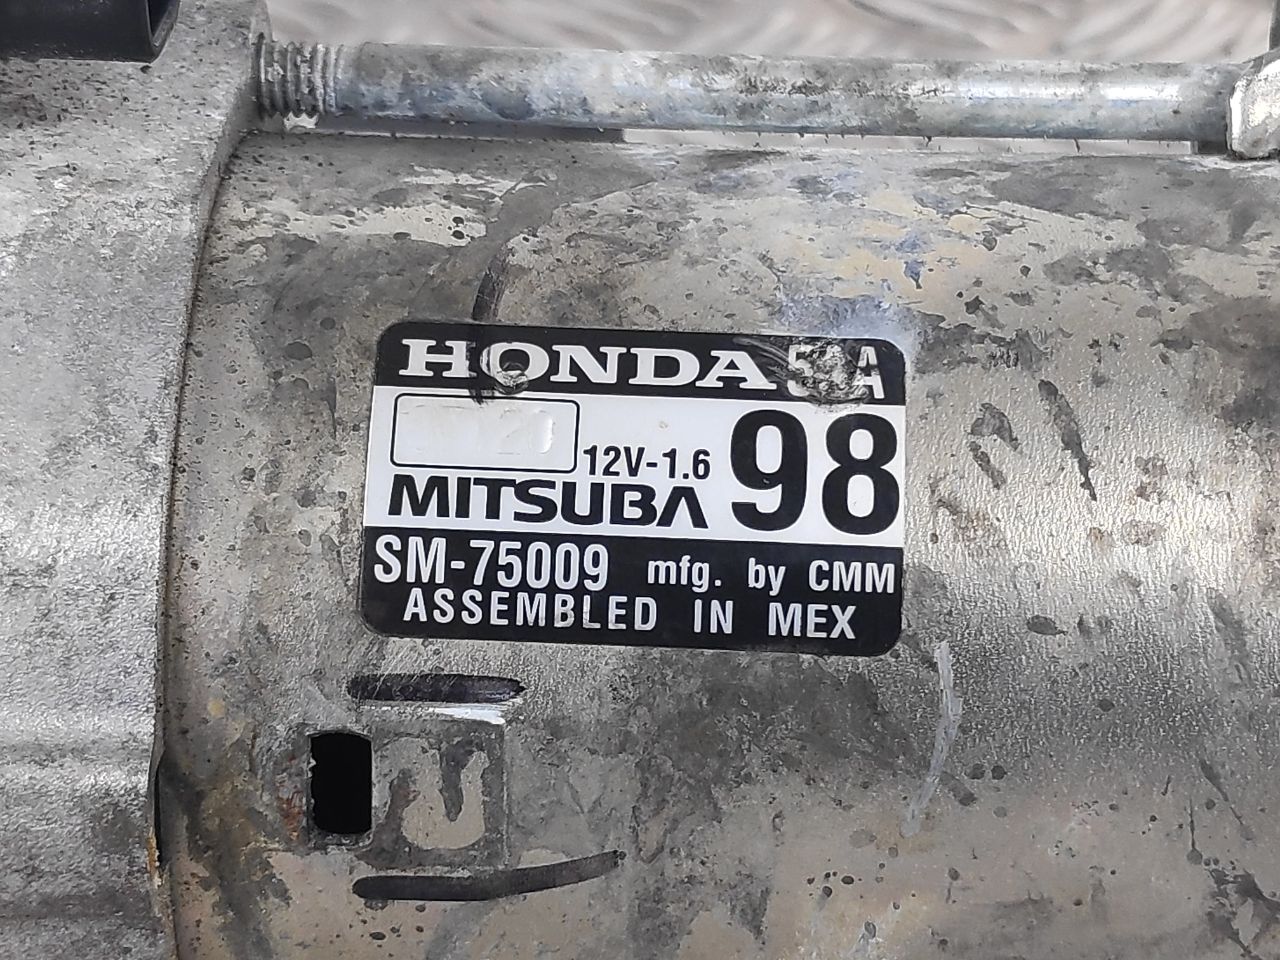 HONDA
12V-1.6 98
MITSUBA
SM-75009 mfg. by CMM
ASSEMBLED IN MEX